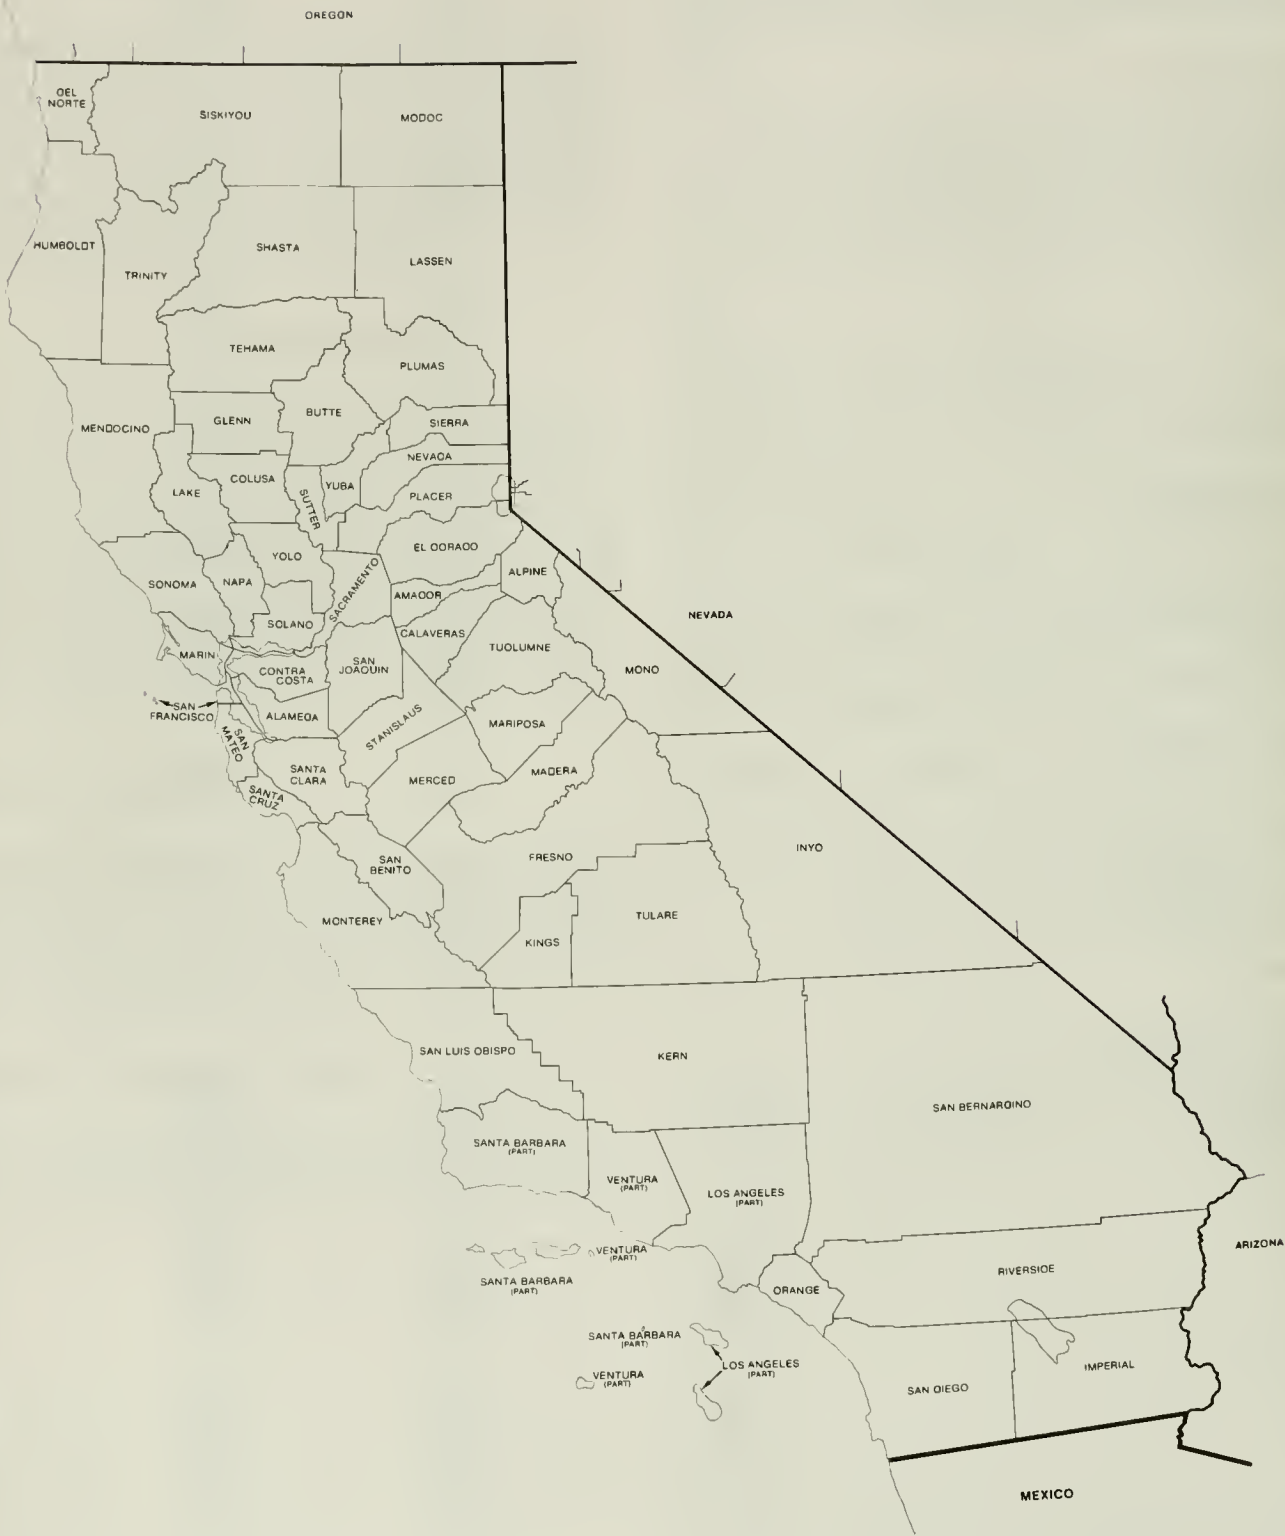 OREGON
DEL
NORTE
SISKIYOU
MODOC
HUMBOLDT
TRINITY
SHASTA
LASSEN
TEHAMA
PLUMAS
MENDOCINO
GLENN
BUTTE
SIERRA
NEVADA
LAKE
COLUSA
SUTTER
YUBA
PLACER
YOLO
EL DORADO
SONOMA
NAPA
SACRAMENTO
ALPINE
AMADOR
SOLANO
NEVADA
CALAVERAS
TUOLUMNE
MARIN
CONTRA
COSTA
SAN
JOAQUIN
MONO
SAN
FRANCISCO
ALAMEDA
STANISLAUS
MARIPOSA
SAN
MATEO
SANTA
CLARA
MERCED
MADERA
SANTA
CRUZ
INYO
SAN
BENITO
FRESNO
MONTEREY
TULARE
KINGS
SAN LUIS OBISPO
KERN
SAN BERNARDINO
SANTA BARBARA
(PART)
VENTURA
(PART)
LOS ANGELES
(PART)
ARIZONA
VENTURA
(PART)
SANTA BARBARA
(PART)
RIVERSIDE
ORANGE
SANTA BARBARA
(PART)
LOS ANGELES
(PART)
VENTURA
(PART)
IMPERIAL
SAN DIEGO
MEXICO